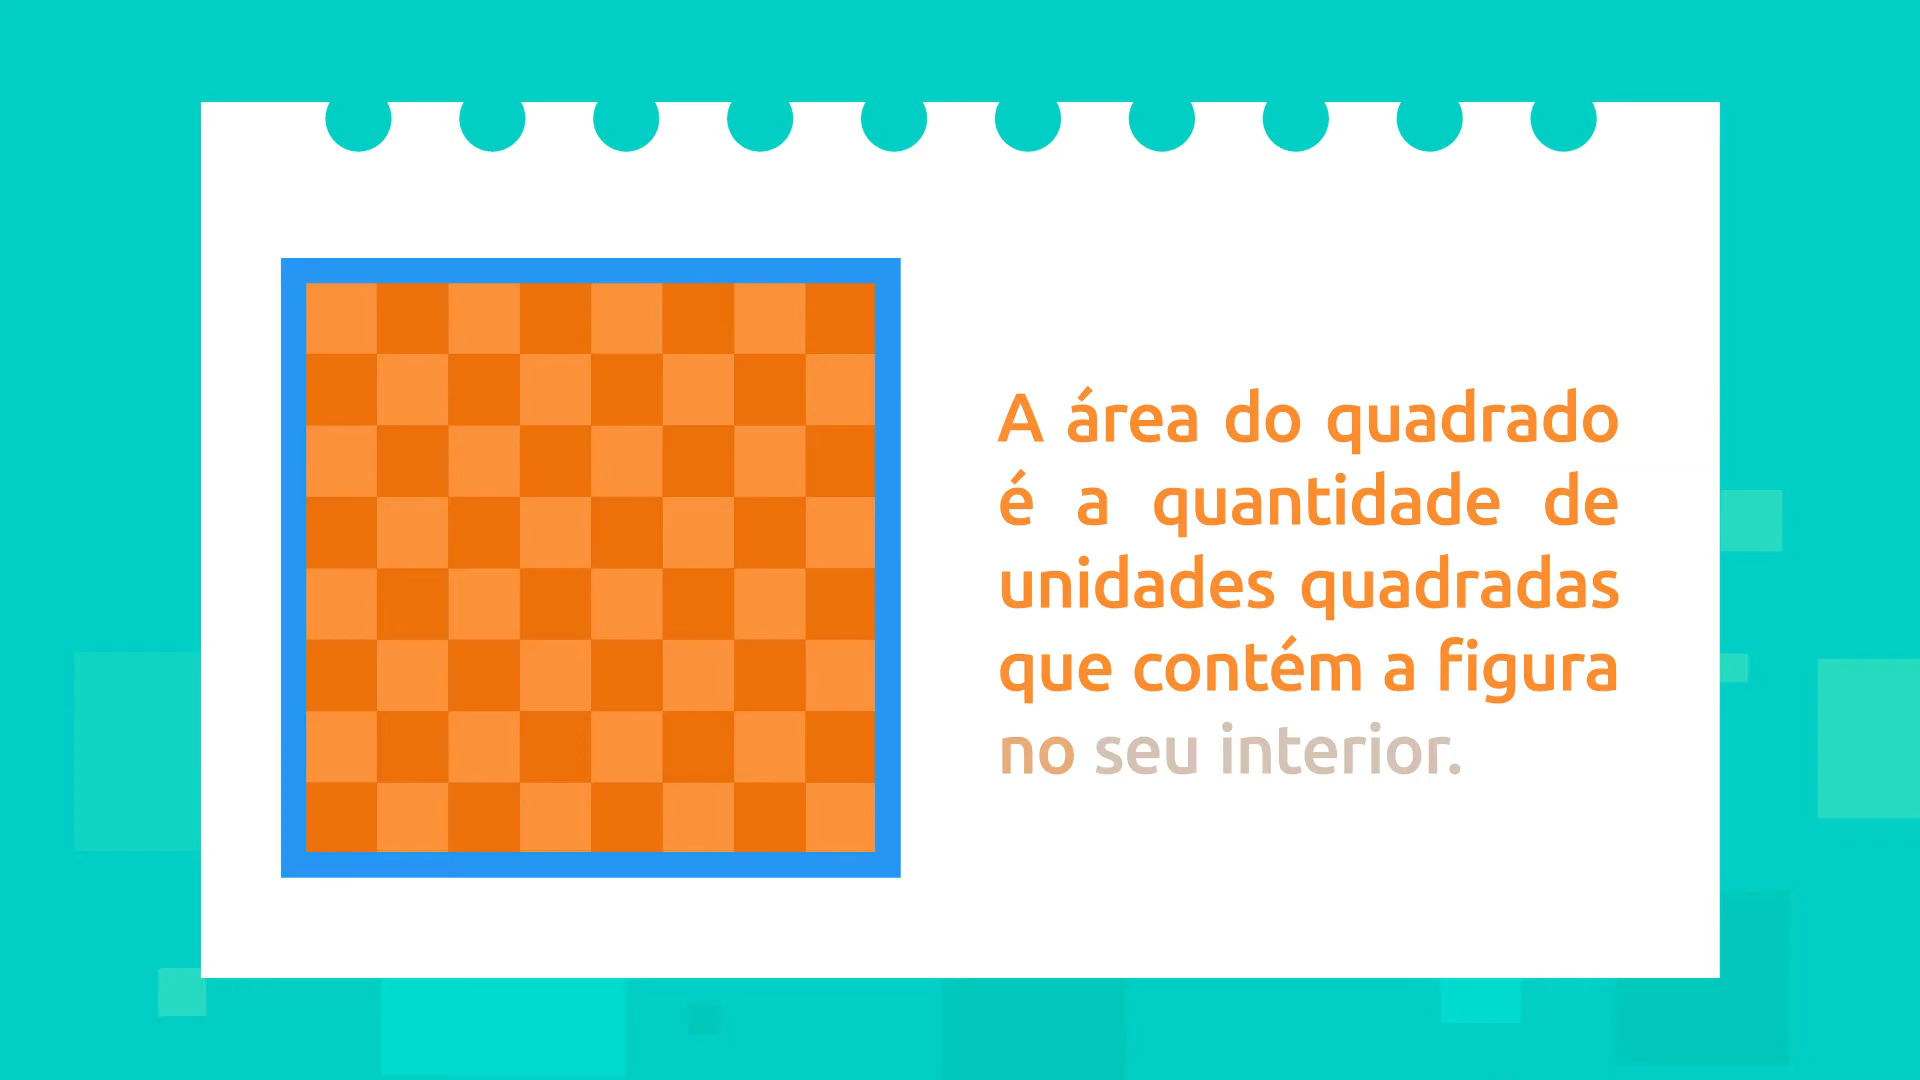 A área do quadrado
é a quantidade de
unidades quadradas
que contém a figura
no seu interior.